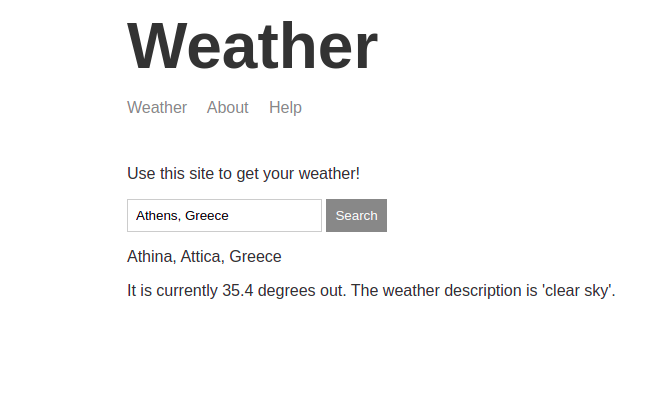 Weather
Weather About Help
Use this site to get your weather!
Athens, Greece Search
Athina, Attica, Greece
It is currently 35.4 degrees out. The weather description is 'clear sky'.